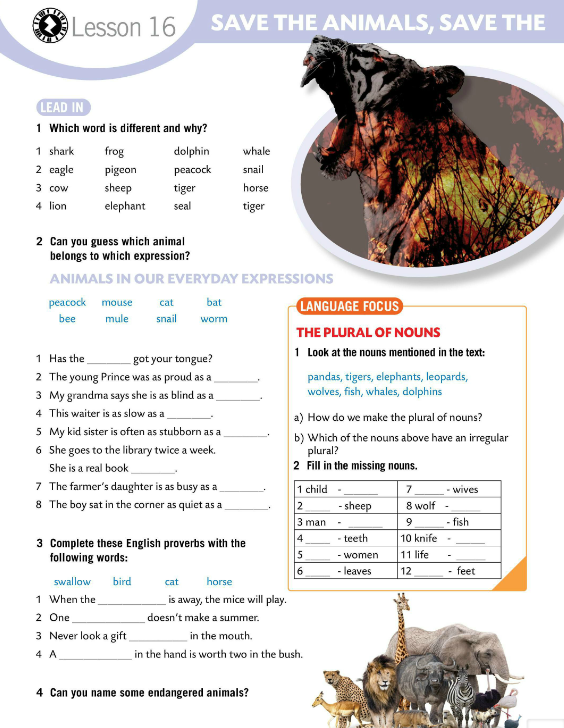 Lesson 16
SAVE THE ANIMALS, SAVE THE
LEAD IN
1 Which word is different and why?
1 shark frog dolphin whale
2 eagle pigeon peacock snail
3 cow sheep tiger horse
4 lion elephant seal tiger
2 Can you guess which animal
belongs to which expression?
ANIMALS IN OUR EVERYDAY EXPRESSIONS
peacock mouse cat bat
bee mule snail worm
1 Has the ________ got your tongue?
2 The young Prince was as proud as a ________.
3 My grandma says she is as blind as a ________.
4 This waiter is as slow as a ________.
5 My kid sister is often as stubborn as a ________.
6 She goes to the library twice a week.
She is a real book ________.
7 The farmer's daughter is as busy as a ________.
8 The boy sat in the corner as quiet as a ________.
3 Complete these English proverbs with the
following words:
swallow bird cat horse
1 When the ____________ is away, the mice will play.
2 One ____________ doesn't make a summer.
3 Never look a gift __________ in the mouth.
4 A ____________ in the hand is worth two in the bush.
4 Can you name some endangered animals?
LANGUAGE FOCUS
THE PLURAL OF NOUNS
1 Look at the nouns mentioned in the text:
pandas, tigers, elephants, leopards,
wolves, fish, whales, dolphins
a) How do we make the plural of nouns?
b) Which of the nouns above have an irregular
plural?
2 Fill in the missing nouns.
1 child - ______ 7 _____ - wives
2 ____ - sheep 8 wolf - _____
3 man - ______ 9 _____ - fish
4 ____ - teeth 10 knife - _____
5 ____ - women 11 life - _____
6 ____ - leaves 12 ____ - feet